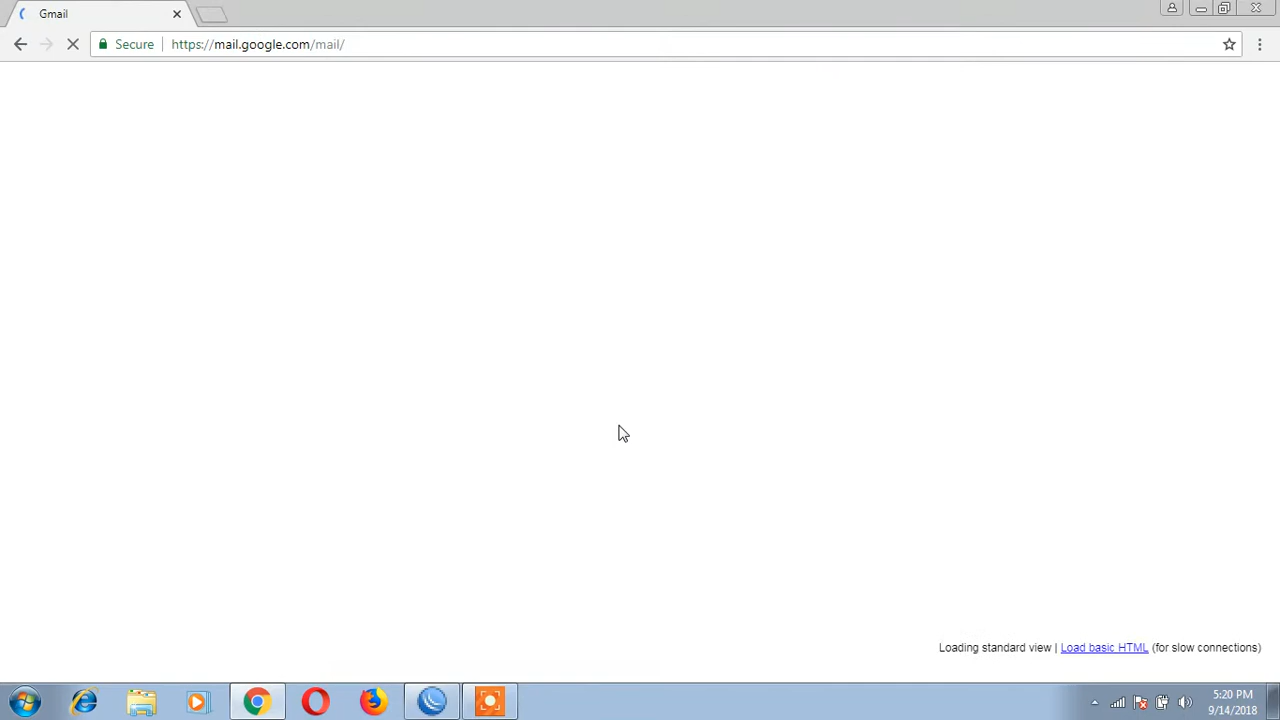 Gmail
Secure
https://mail.google.com/mail/
Loading standard view | Load basic HTML (for slow connections)
5:20 PM
9/14/2018